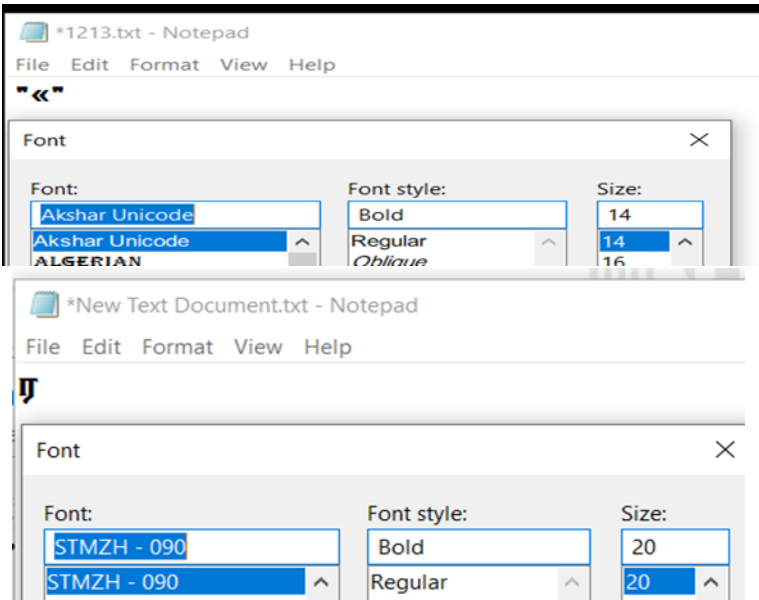 *1213.txt - Notepad
File Edit Format View Help
"«"
Font
Font: Font style: Size:
Akshar Unicode Bold 14
Akshar Unicode Regular 14
ALGERIAN Oblique 16
*New Text Document.txt - Notepad
File Edit Format View Help
Font
Font: Font style: Size:
STMZH - 090 Bold 20
STMZH - 090 Regular 20